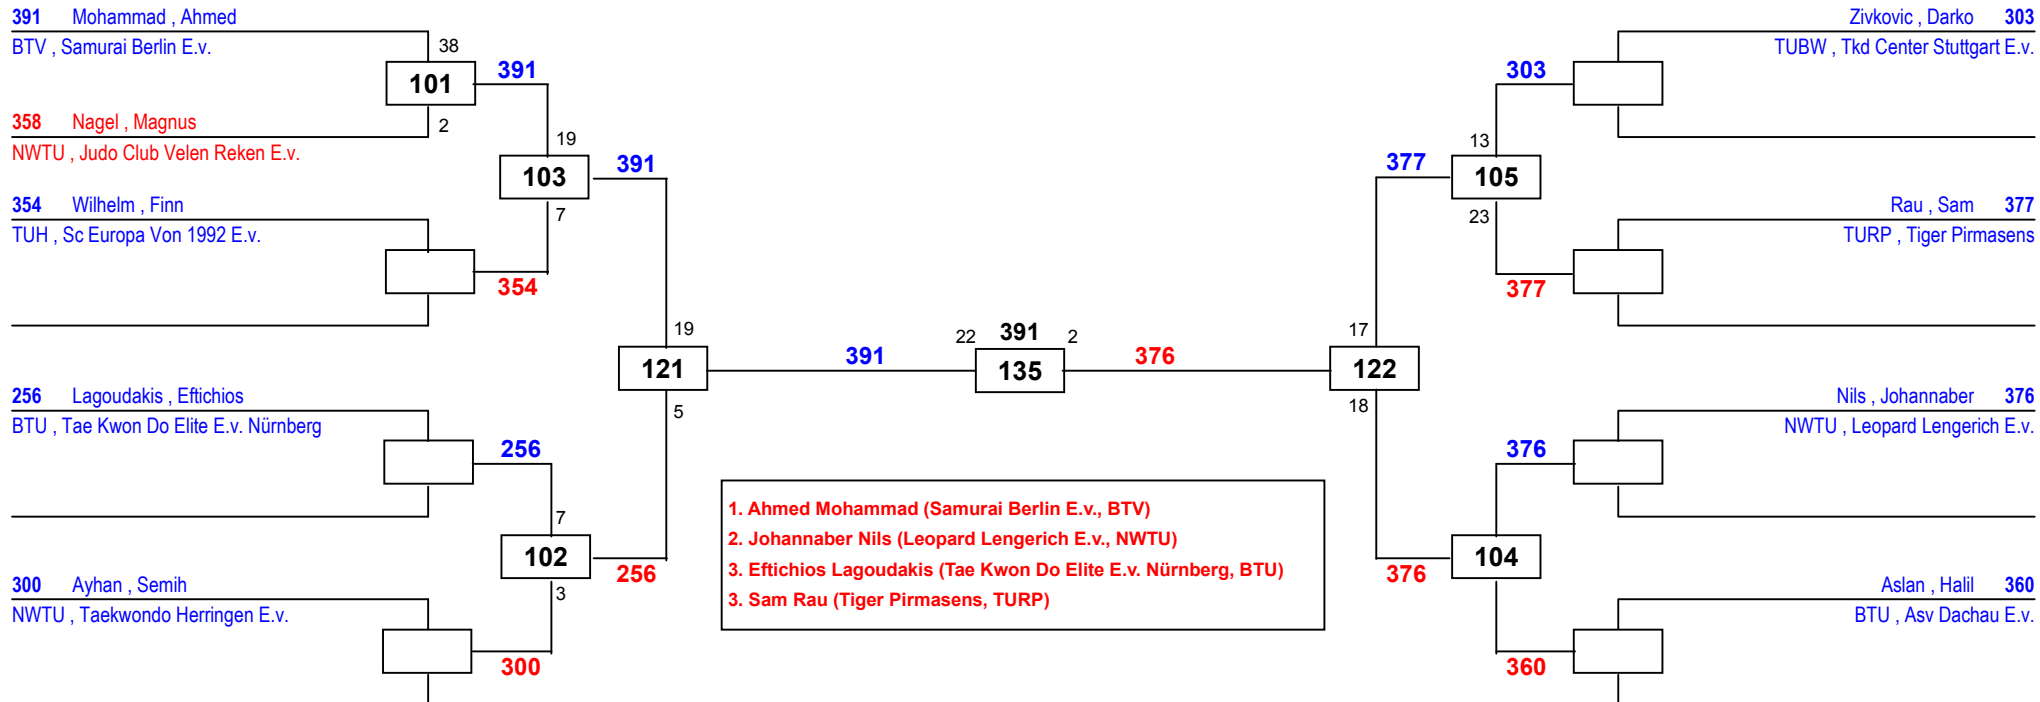 391 Mohammad , Ahmed
BTV , Samurai Berlin E.v.
38
101
391
358 Nagel , Magnus
2
NWTU , Judo Club Velen Reken E.v.
19
103
391
354 Wilhelm , Finn
7
TUH , Sc Europa Von 1992 E.v.
354
19
121
391
5
256 Lagoudakis , Eftichios
BTU , Tae Kwon Do Elite E.v. Nürnberg
256
7
102
256
3
300 Ayhan , Semih
NWTU , Taekwondo Herringen E.v.
300
22 391 2
135
376
1. Ahmed Mohammad (Samurai Berlin E.v., BTV)
2. Johannaber Nils (Leopard Lengerich E.v., NWTU)
3. Eftichios Lagoudakis (Tae Kwon Do Elite E.v. Nürnberg, BTU)
3. Sam Rau (Tiger Pirmasens, TURP)
Zivkovic , Darko 303
TUBW , Tkd Center Stuttgart E.v.
303
13
377
105
23
Rau , Sam 377
TURP , Tiger Pirmasens
377
17
122
18
Nils , Johannaber 376
NWTU , Leopard Lengerich E.v.
376
104
376
Aslan , Halil 360
BTU , Asv Dachau E.v.
360